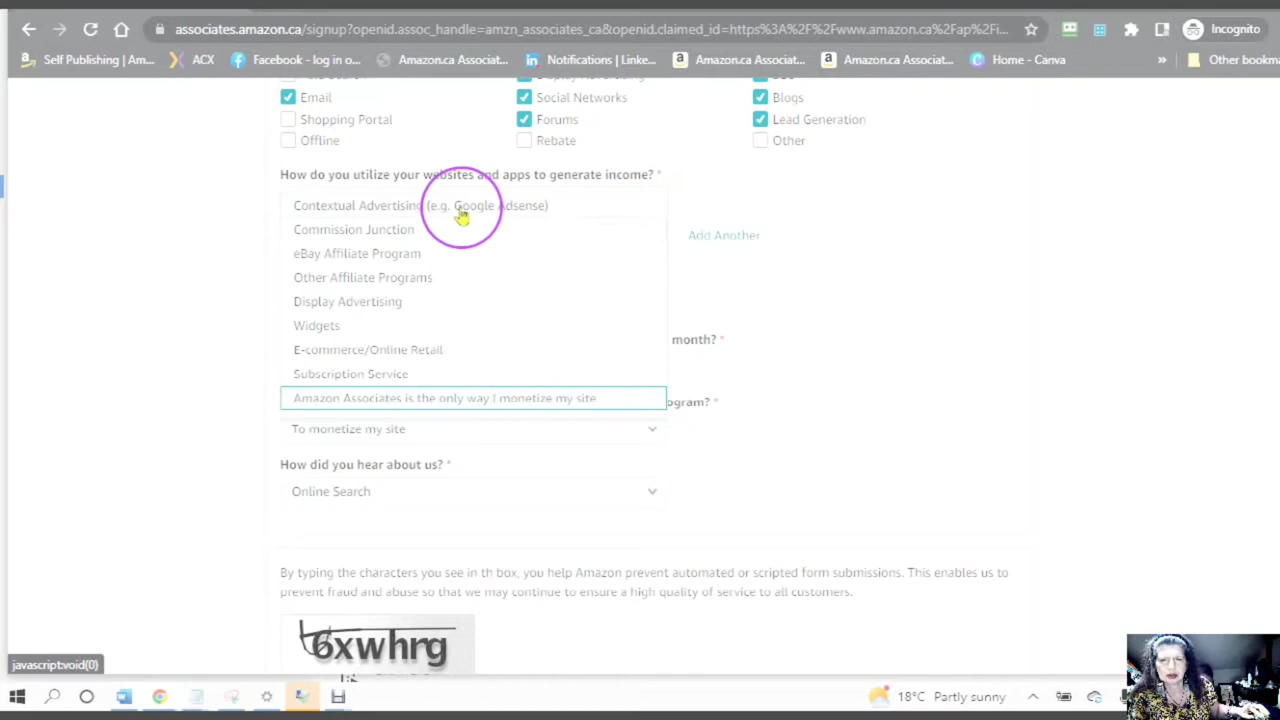 associates.amazon.ca/signup?openid.assoc_handle=amzn_associates_ca&openid.claimed_id=https%3A%2F%2Fwww.amazon.ca%2Fap%2Fi... Incognito
Self Publishing | Am... ACX Facebook - log in o... Amazon.ca Associat... Notifications | Linke... Amazon.ca Associat... Amazon.ca Associat... Home - Canva » Other bookma
Email Social Networks Blogs
Shopping Portal Forums Lead Generation
Offline Rebate Other
How do you utilize your websites and apps to generate income? *
Contextual Advertising (e.g. Google Adsense)
Commission Junction
Add Another
eBay Affiliate Program
Other Affiliate Programs
Display Advertising
Widgets
month? *
E-commerce/Online Retail
Subscription Service
Amazon Associates is the only way I monetize my site
ogram? *
To monetize my site
How did you hear about us? *
Online Search
By typing the characters you see in th box, you help Amazon prevent automated or scripted form submissions. This enables us to
prevent fraud and abuse so that we may continue to ensure a high quality of service to all customers.
6xwhrg
javascript:void(0)
18°C Partly sunny